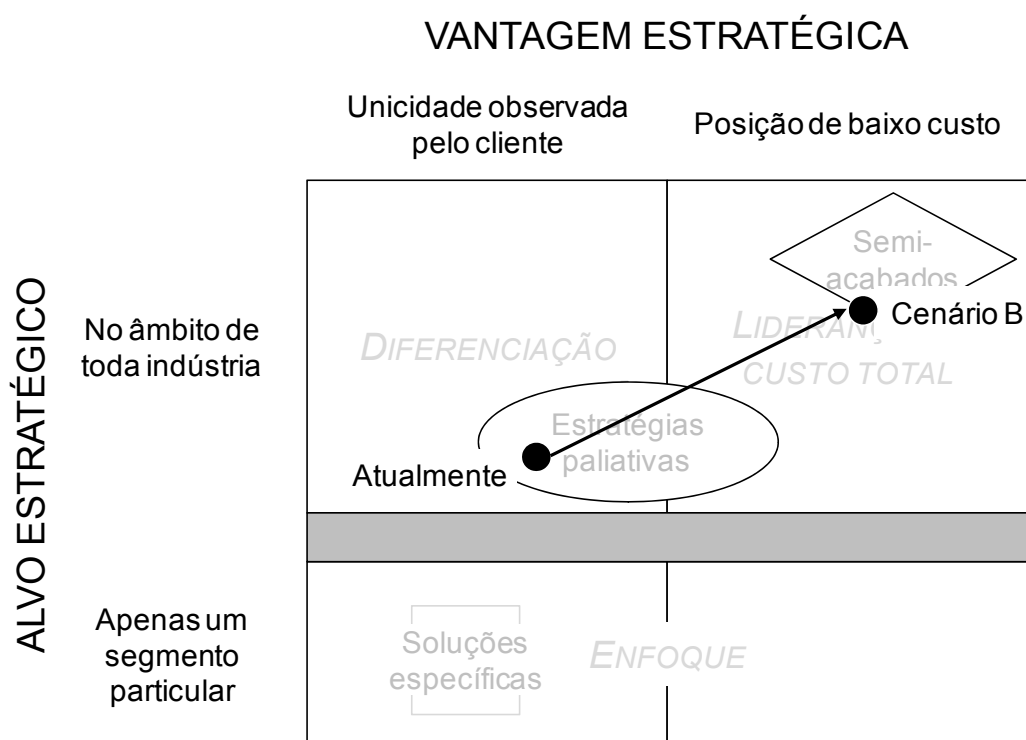 VANTAGEM ESTRATÉGICA
Unicidade observada
pelo cliente
Posição de baixo custo
ALVO ESTRATÉGICO
No âmbito de
toda indústria
DIFERENCIAÇÃO
Semi-
acabados
Cenário B
CUSTO TOTAL
Estratégias
paliativas
Atualmente
Apenas um
segmento
particular
Soluções
específicas
ENFOQUE